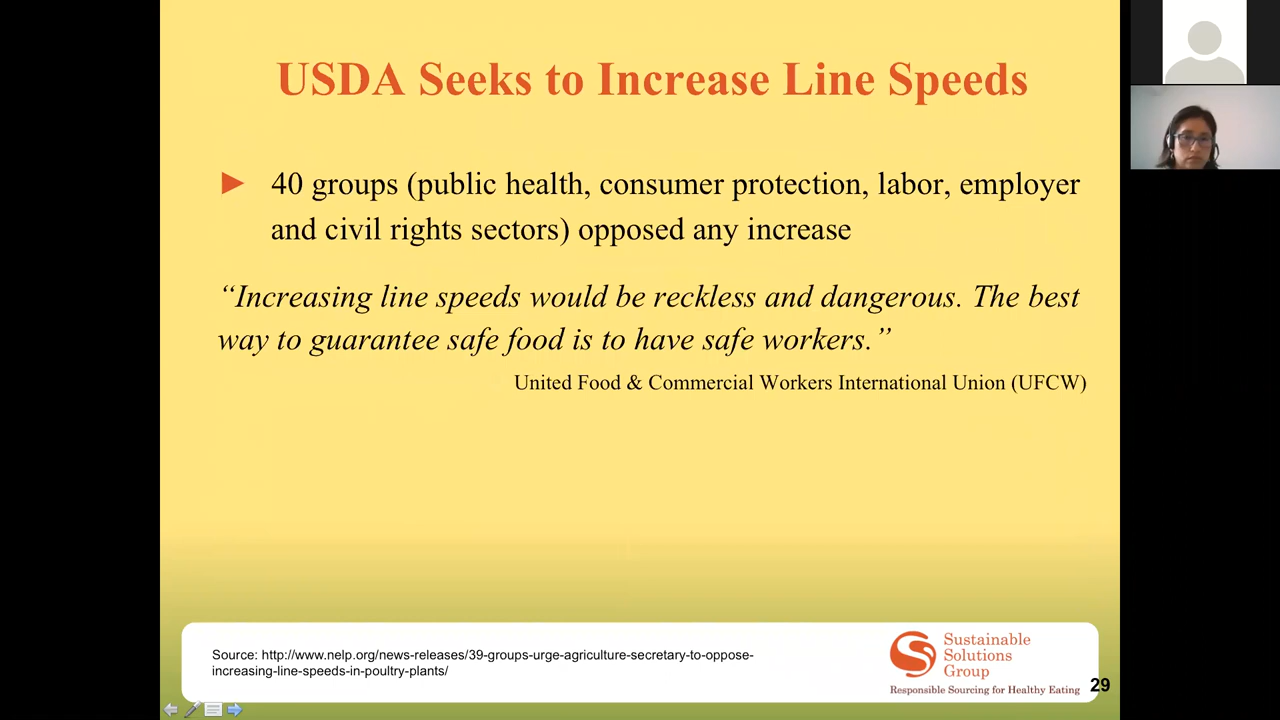 USDA Seeks to Increase Line Speeds
► 40 groups (public health, consumer protection, labor, employer
and civil rights sectors) opposed any increase
“Increasing line speeds would be reckless and dangerous. The best
way to guarantee safe food is to have safe workers.”
United Food & Commercial Workers International Union (UFCW)
Source: http://www.nelp.org/news-releases/39-groups-urge-agriculture-secretary-to-oppose-
increasing-line-speeds-in-poultry-plants/
Sustainable
Solutions
Group
Responsible Sourcing for Healthy Eating
29